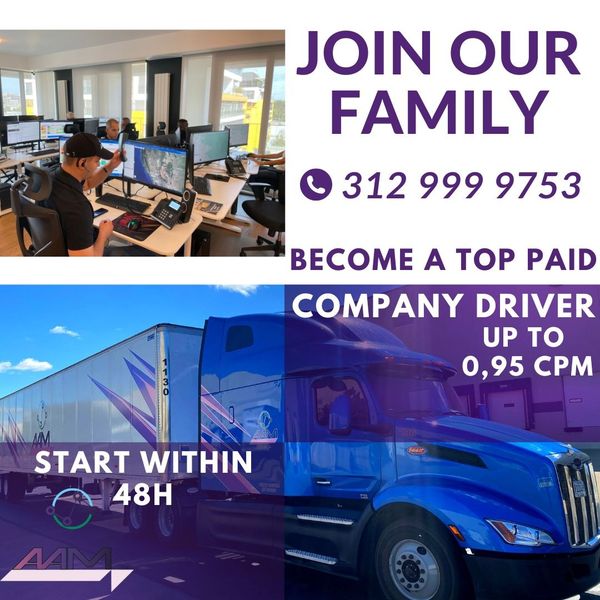 JOIN OUR
FAMILY
312 999 9753
BECOME A TOP PAID
COMPANY DRIVER
UP TO
0,95 CPM
1130
AAM
START WITHIN
48H
AAM